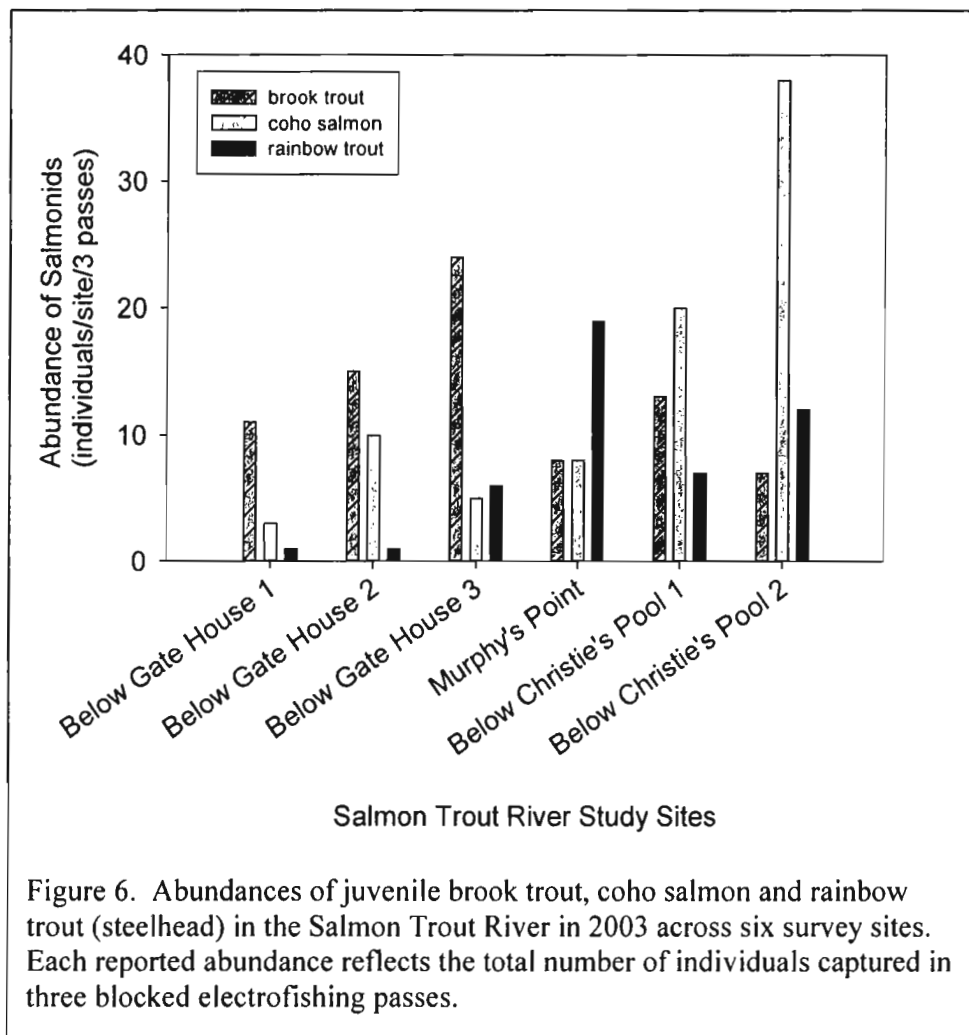 40
30
20
10
0
Abundance of Salmonids
(individuals/site/3 passes)
brook trout
coho salmon
rainbow trout
Below Gate House 1
Below Gate House 2
Below Gate House 3
Murphy's Point
Below Christie's Pool 1
Below Christie's Pool 2
Salmon Trout River Study Sites
Figure 6. Abundances of juvenile brook trout, coho salmon and rainbow
trout (steelhead) in the Salmon Trout River in 2003 across six survey sites.
Each reported abundance reflects the total number of individuals captured in
three blocked electrofishing passes.